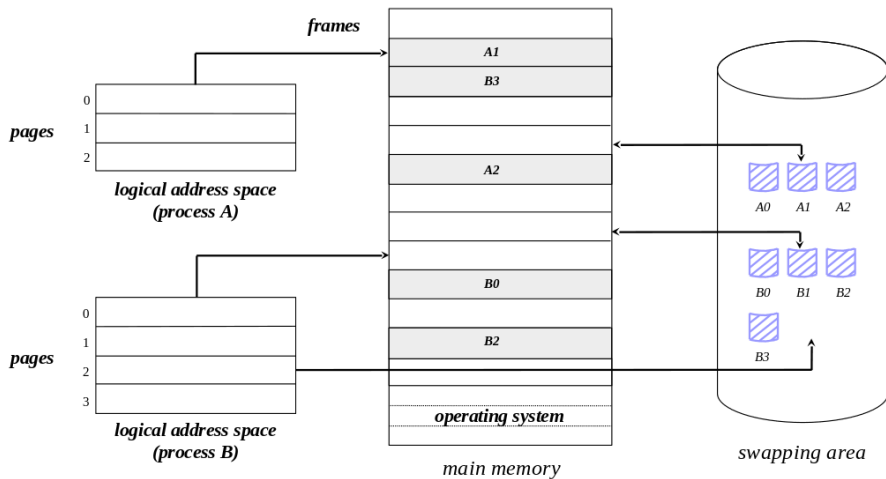 frames
A1
B3
0
1
2
pages
logical address space
(process A)
A2
A0 A1 A2
B0
B0 B1 B2
B2
B3
0
1
2
3
pages
logical address space
(process B)
operating system
main memory
swapping area